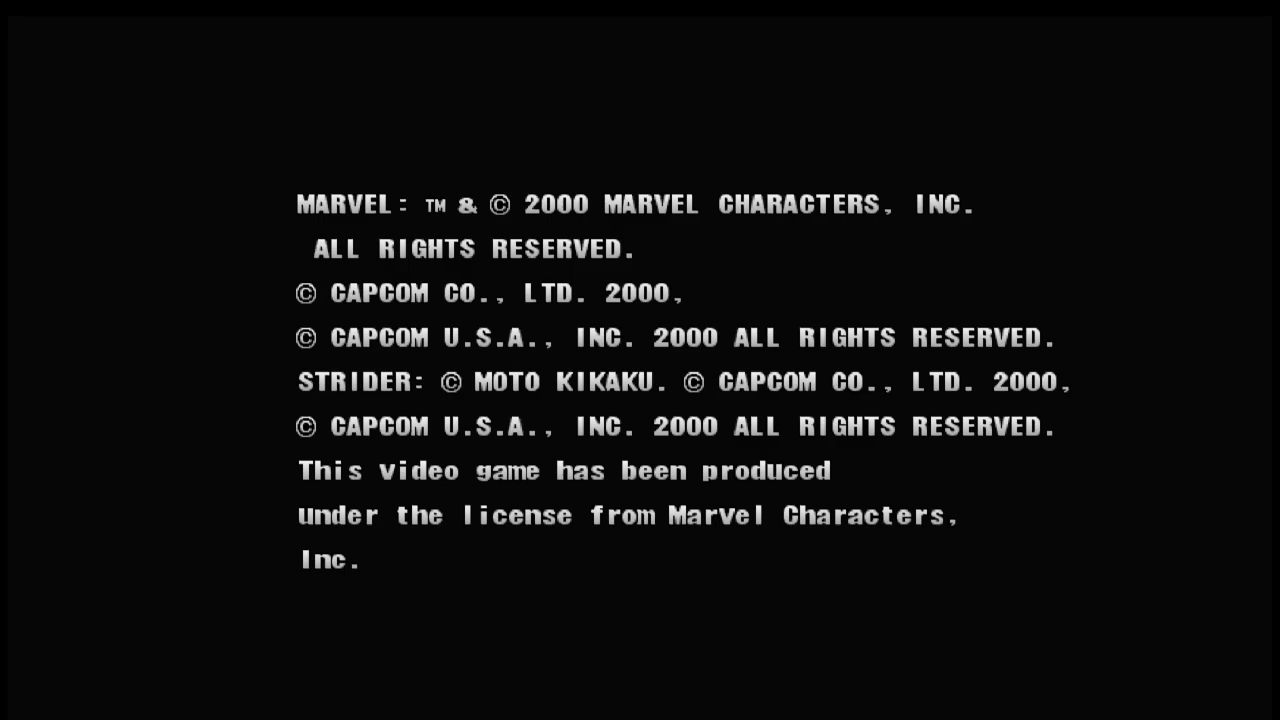 MARVEL: ™ & © 2000 MARVEL CHARACTERS, INC.
ALL RIGHTS RESERVED.
© CAPCOM CO., LTD. 2000,
© CAPCOM U.S.A., INC. 2000 ALL RIGHTS RESERVED.
STRIDER: © MOTO KIKAKU. © CAPCOM CO., LTD. 2000,
© CAPCOM U.S.A., INC. 2000 ALL RIGHTS RESERVED.
This video game has been produced
under the license from Marvel Characters,
Inc.